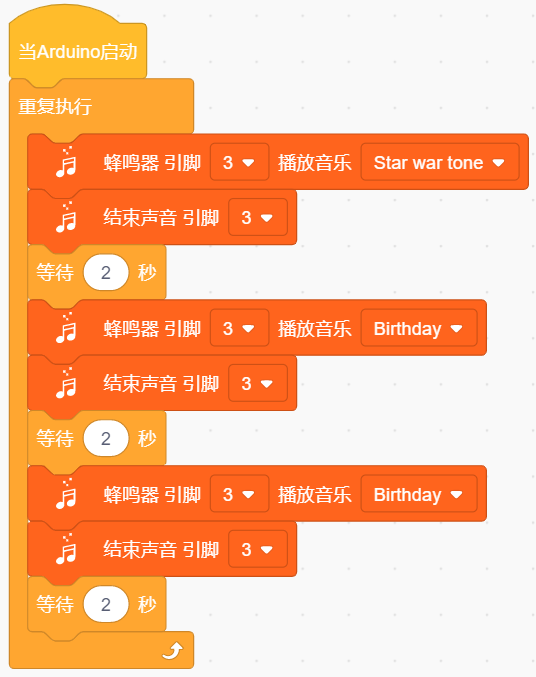 当Arduino启动
重复执行
蜂鸣器 引脚 3 播放音乐 Star war tone
结束声音 引脚 3
等待 2 秒
蜂鸣器 引脚 3 播放音乐 Birthday
结束声音 引脚 3
等待 2 秒
蜂鸣器 引脚 3 播放音乐 Birthday
结束声音 引脚 3
等待 2 秒